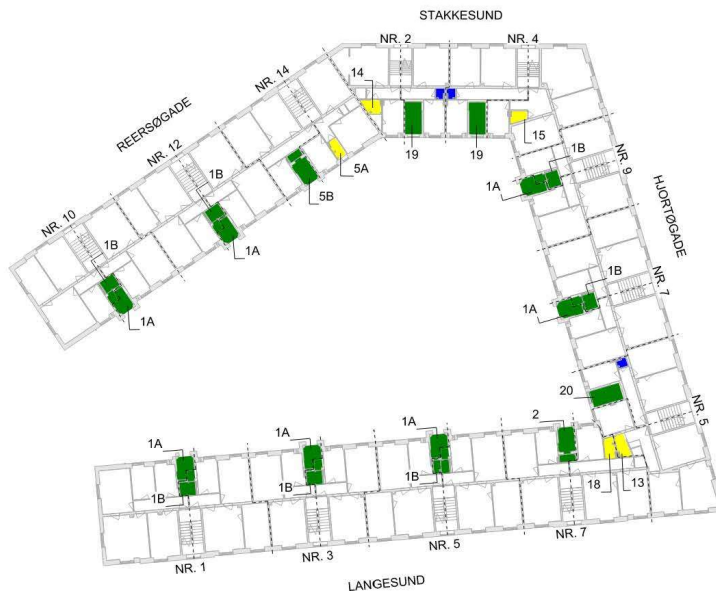 STAKKESUND
NR. 2
NR. 4
NR. 14
14
REERSØGADE
NR. 12
15
19
19
5A
5B
1B
1B
NR. 9
1A
HJORTØGADE
NR. 10
1B
1A
1B
1A
NR. 7
1A
20
NR. 5
1A
1A
1A
2
1B
1B
1B
18
13
NR. 1
NR. 3
NR. 5
NR. 7
LANGESUND